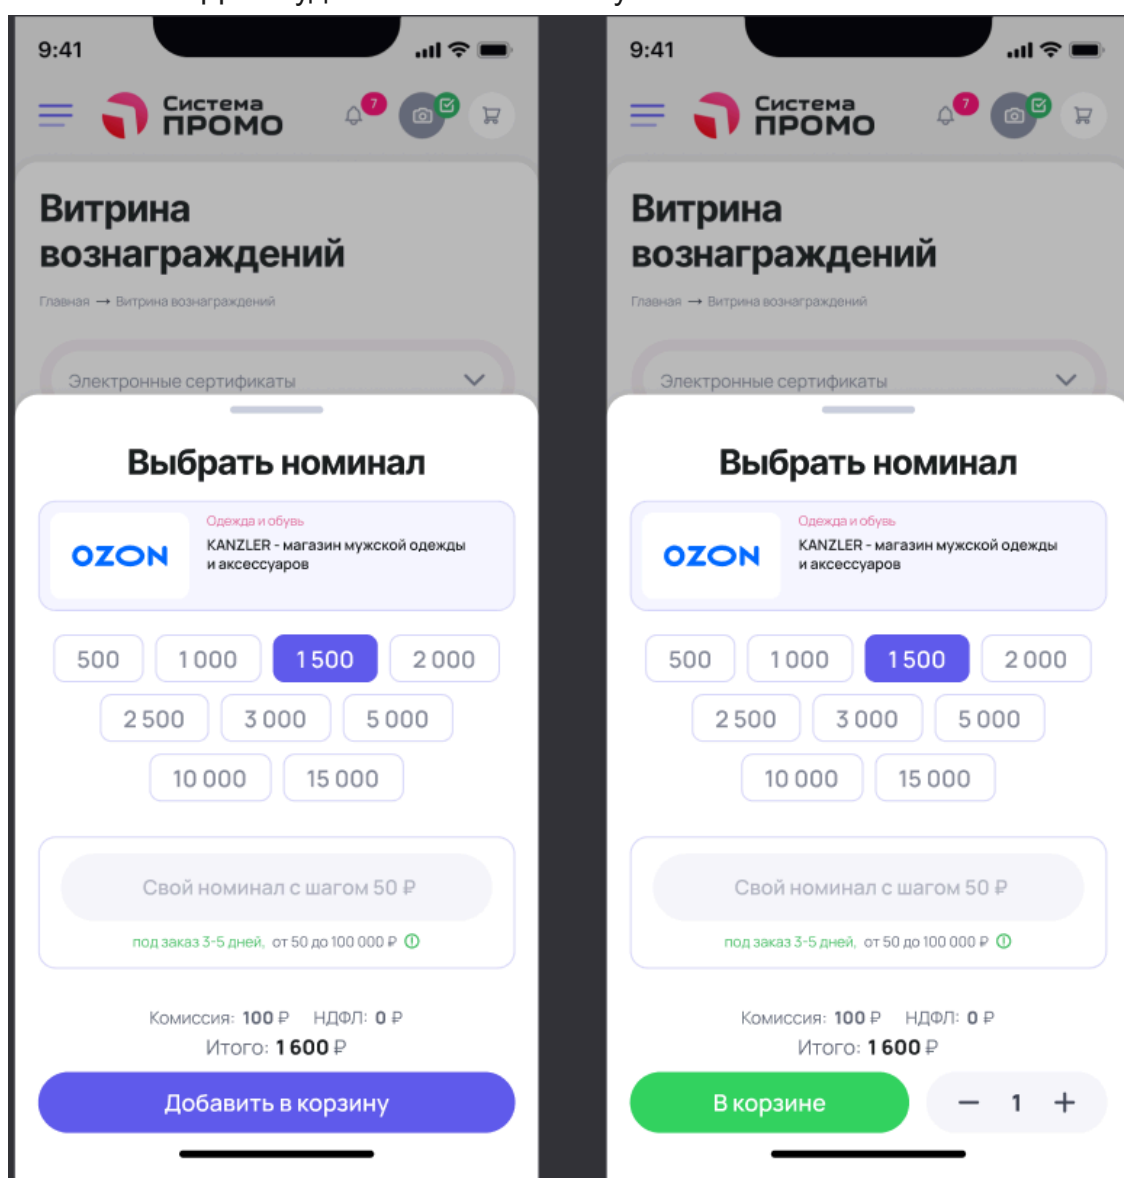 9:41
Система
ПРОМО
7
Витрина
вознаграждений
Главная → Витрина вознаграждений
Электронные сертификаты
Выбрать номинал
OZON
Одежда и обувь
KANZLER - магазин мужской одежды
и аксессуаров
500 1 000 1 500 2 000
2 500 3 000 5 000
10 000 15 000
Свой номинал с шагом 50 ₽
под заказ 3-5 дней, от 50 до 100 000 ₽
Комиссия: 100 ₽ НДФЛ: 0 ₽
Итого: 1 600 ₽
Добавить в корзину
9:41
Система
ПРОМО
7
Витрина
вознаграждений
Главная → Витрина вознаграждений
Электронные сертификаты
Выбрать номинал
OZON
Одежда и обувь
KANZLER - магазин мужской одежды
и аксессуаров
500 1 000 1 500 2 000
2 500 3 000 5 000
10 000 15 000
Свой номинал с шагом 50 ₽
под заказ 3-5 дней, от 50 до 100 000 ₽
Комиссия: 100 ₽ НДФЛ: 0 ₽
Итого: 1 600 ₽
В корзине — 1 +